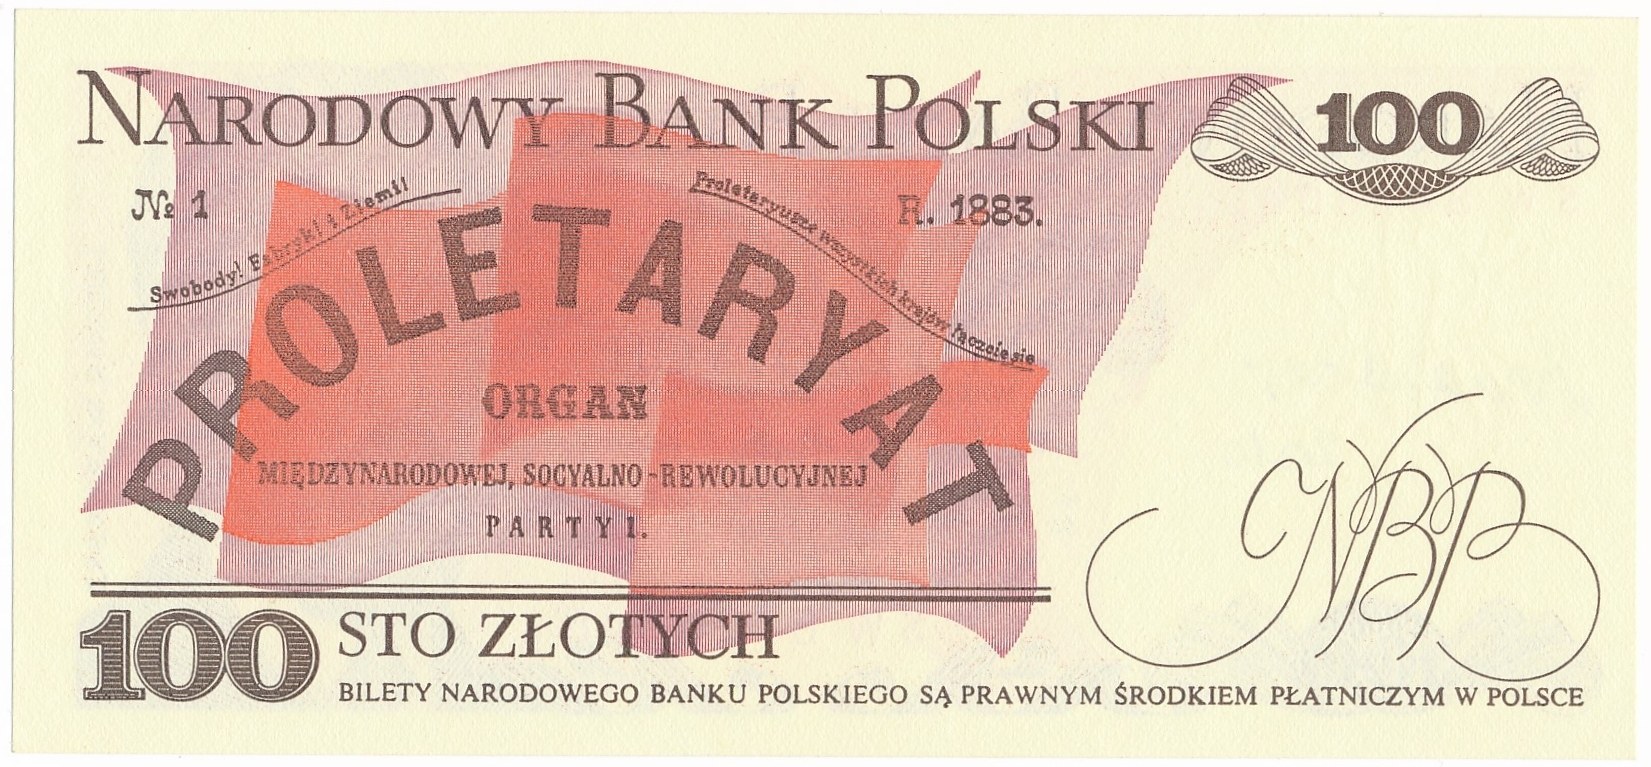 NARODOWY BANK POLSKI
100
№ 1
R. 1883.
Swobody! Fabryk! i Ziemi!
Proletaryusze wszystkich krajów łączcie się
PROLETARYAT
ORGAN
MIĘDZYNARODOWEJ, SOCYALNO-REWOLUCYJNEJ
PARTYI.
NBP
100
STO ZŁOTYCH
BILETY NARODOWEGO BANKU POLSKIEGO SĄ PRAWNYM ŚRODKIEM PŁATNICZYM W POLSCE